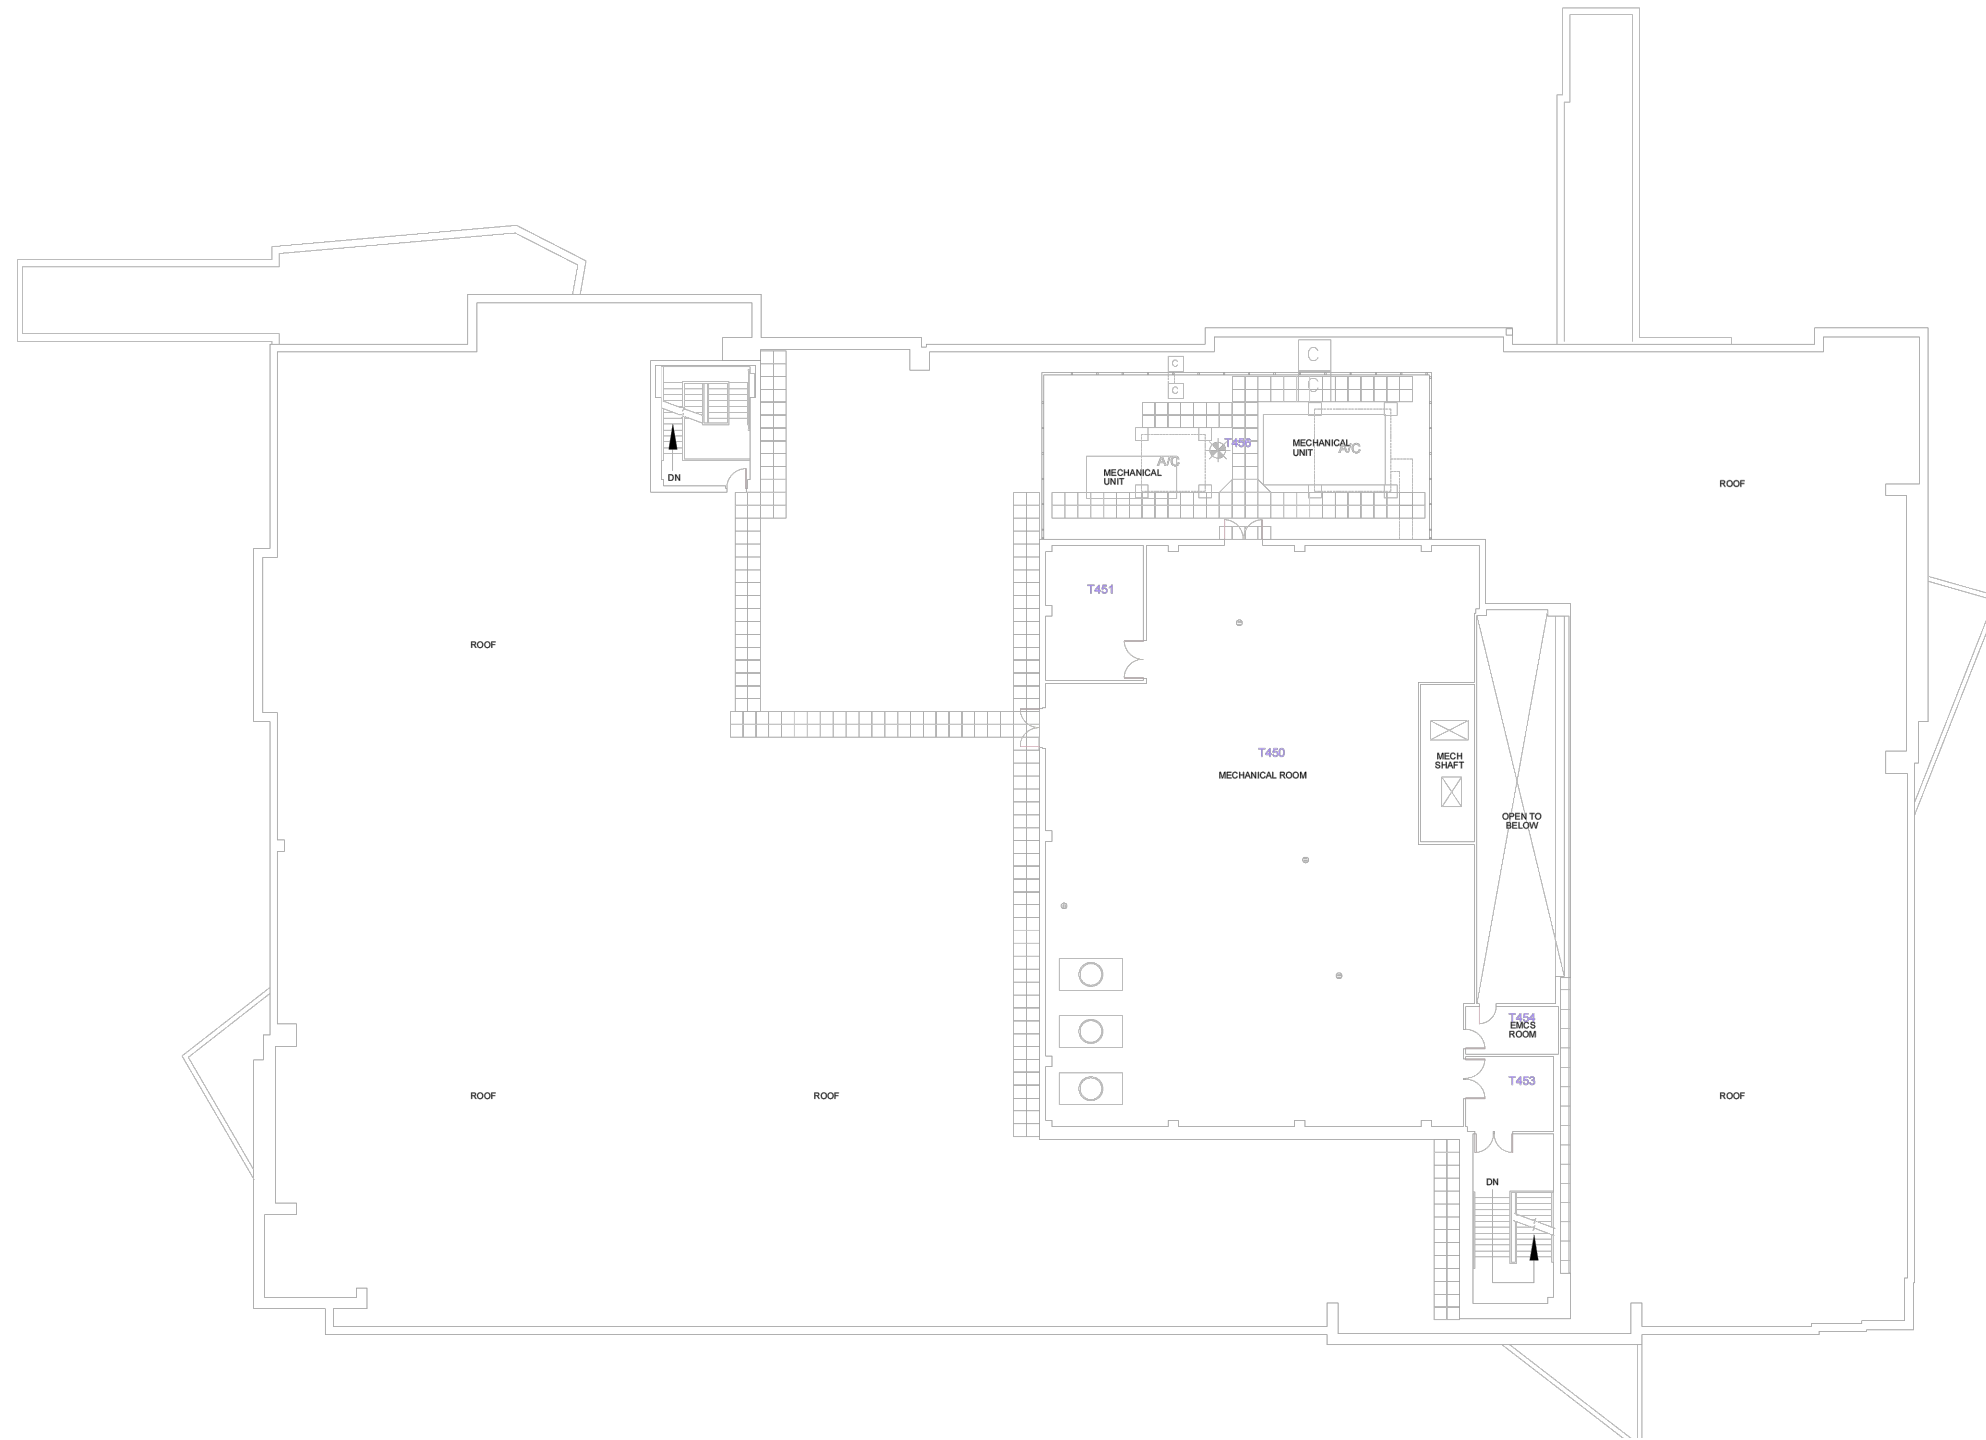 C
C
C
C
T456
MECHANICAL
UNIT
A/C
A/C
MECHANICAL
UNIT
DN
ROOF
T451
ROOF
T450
MECHANICAL ROOM
MECH
SHAFT
OPEN TO
BELOW
T454
EMCS
ROOM
T453
ROOF
ROOF
ROOF
DN